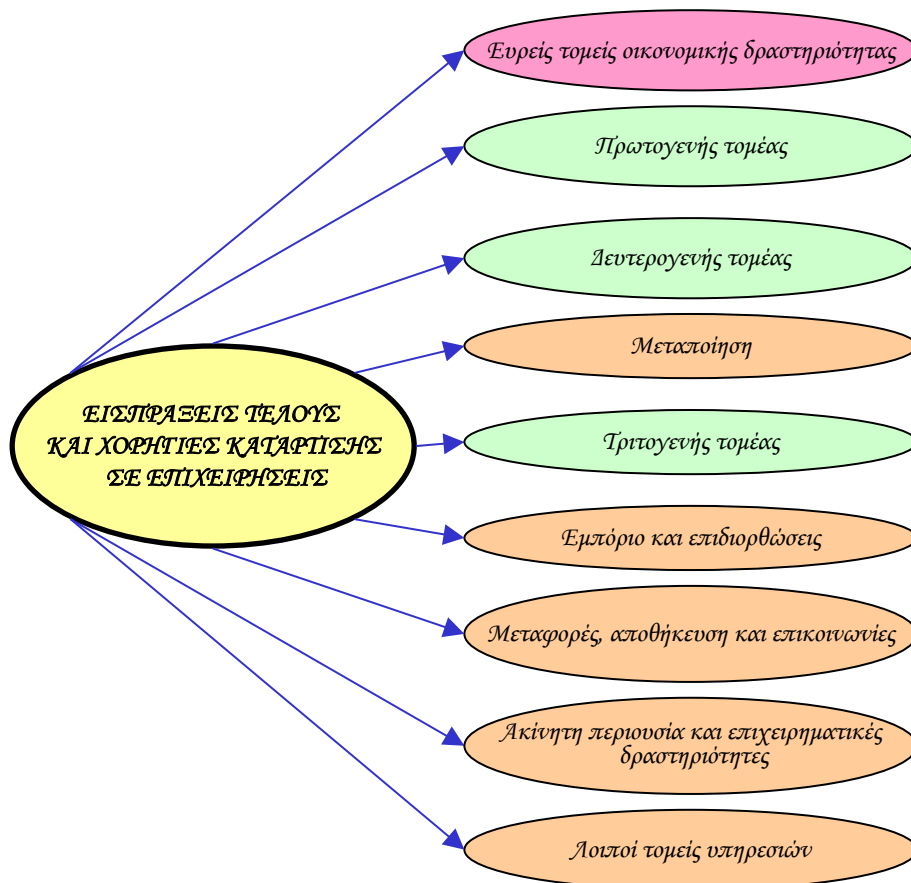 Ευρείς τομείς οικονομικής δραστηριότητας
Πρωτογενής τομέας
Δευτερογενής τομέας
Μεταποίηση
ΕΙΣΠΡΑΞΕΙΣ ΤΕΛΟΥΣ
ΚΑΙ ΧΟΡΗΓΙΕΣ ΚΑΤΑΡΤΙΣΗΣ
ΣΕ ΕΠΙΧΕΙΡΗΣΕΙΣ
Τριτογενής τομέας
Εμπόριο και επιδιορθώσεις
Μεταφορές, αποθήκευση και επικοινωνίες
Ακίνητη περιουσία και επιχειρηματικές
δραστηριότητες
Λοιποί τομείς υπηρεσιών